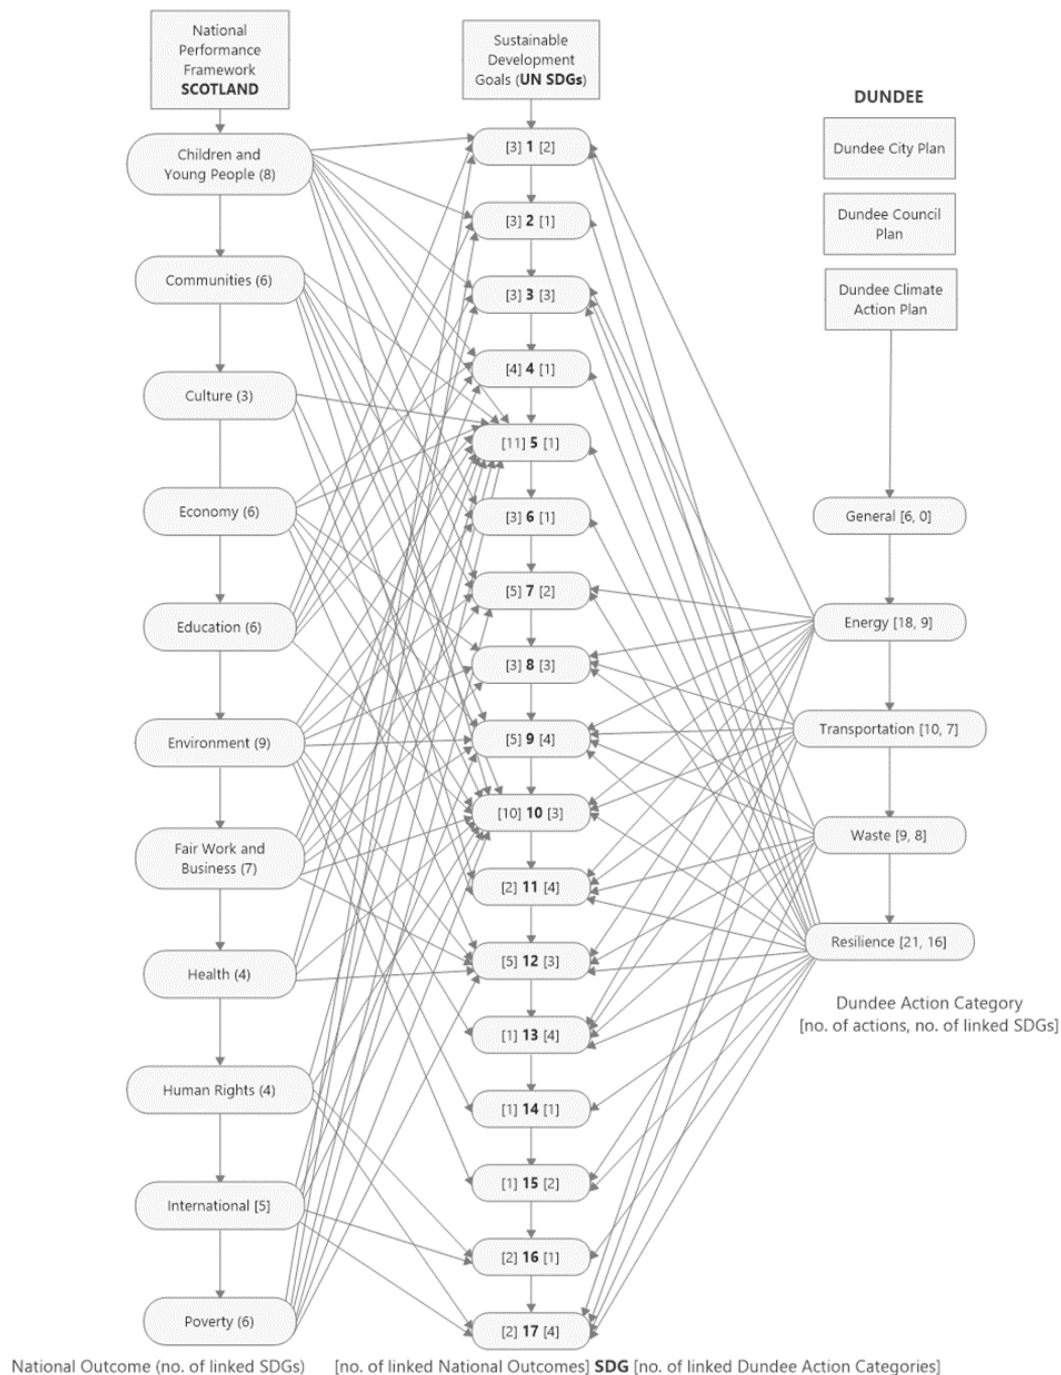 National
Performance
Framework
SCOTLAND
Children and
Young People (8)
Communities (6)
Culture (3)
Economy (6)
Education (6)
Environment (9)
Fair Work and
Business (7)
Health (4)
Human Rights (4)
International [5]
Poverty (6)
National Outcome (no. of linked SDGs)
Sustainable
Development
Goals (UN SDGs)
[3] 1 [2]
[3] 2 [1]
[3] 3 [3]
[4] 4 [1]
[11] 5 [1]
[3] 6 [1]
[5] 7 [2]
[3] 8 [3]
[5] 9 [4]
[10] 10 [3]
[2] 11 [4]
[5] 12 [3]
[1] 13 [4]
[1] 14 [1]
[1] 15 [2]
[2] 16 [1]
[2] 17 [4]
[no. of linked National Outcomes] SDG [no. of linked Dundee Action Categories]
DUNDEE
Dundee City Plan
Dundee Council
Plan
Dundee Climate
Action Plan
General [6, 0]
Energy [18, 9]
Transportation [10, 7]
Waste [9, 8]
Resilience [21, 16]
Dundee Action Category
[no. of actions, no. of linked SDGs]